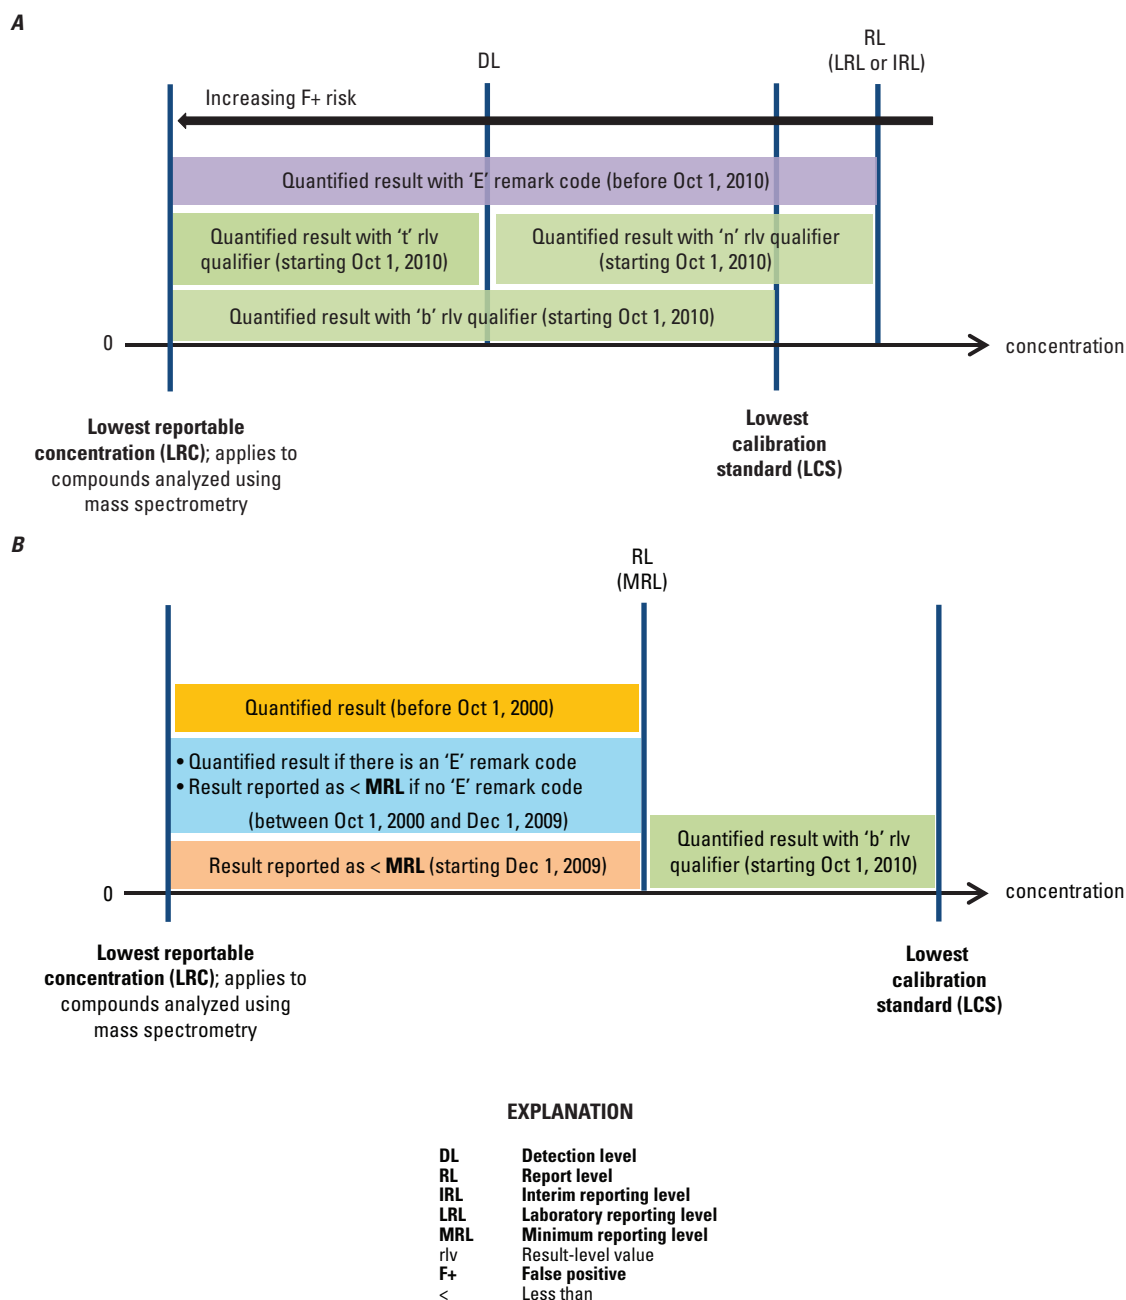 A
DL
RL
(LRL or IRL)
Increasing F+ risk
Quantified result with ‘E’ remark code (before Oct 1, 2010)
Quantified result with ‘t’ rlv
qualifier (starting Oct 1, 2010)
Quantified result with ‘n’ rlv qualifier
(starting Oct 1, 2010)
Quantified result with ‘b’ rlv qualifier (starting Oct 1, 2010)
0
concentration
Lowest reportable
concentration (LRC); applies to
compounds analyzed using
mass spectrometry
Lowest
calibration
standard (LCS)
B
RL
(MRL)
Quantified result (before Oct 1, 2000)
• Quantified result if there is an ‘E’ remark code
• Result reported as < MRL if no ‘E’ remark code
(between Oct 1, 2000 and Dec 1, 2009)
Result reported as < MRL (starting Dec 1, 2009)
Quantified result with ‘b’ rlv
qualifier (starting Oct 1, 2010)
0
concentration
Lowest reportable
concentration (LRC); applies to
compounds analyzed using
mass spectrometry
Lowest
calibration
standard (LCS)
EXPLANATION
DL Detection level
RL Report level
IRL Interim reporting level
LRL Laboratory reporting level
MRL Minimum reporting level
rlv Result-level value
F+ False positive
< Less than